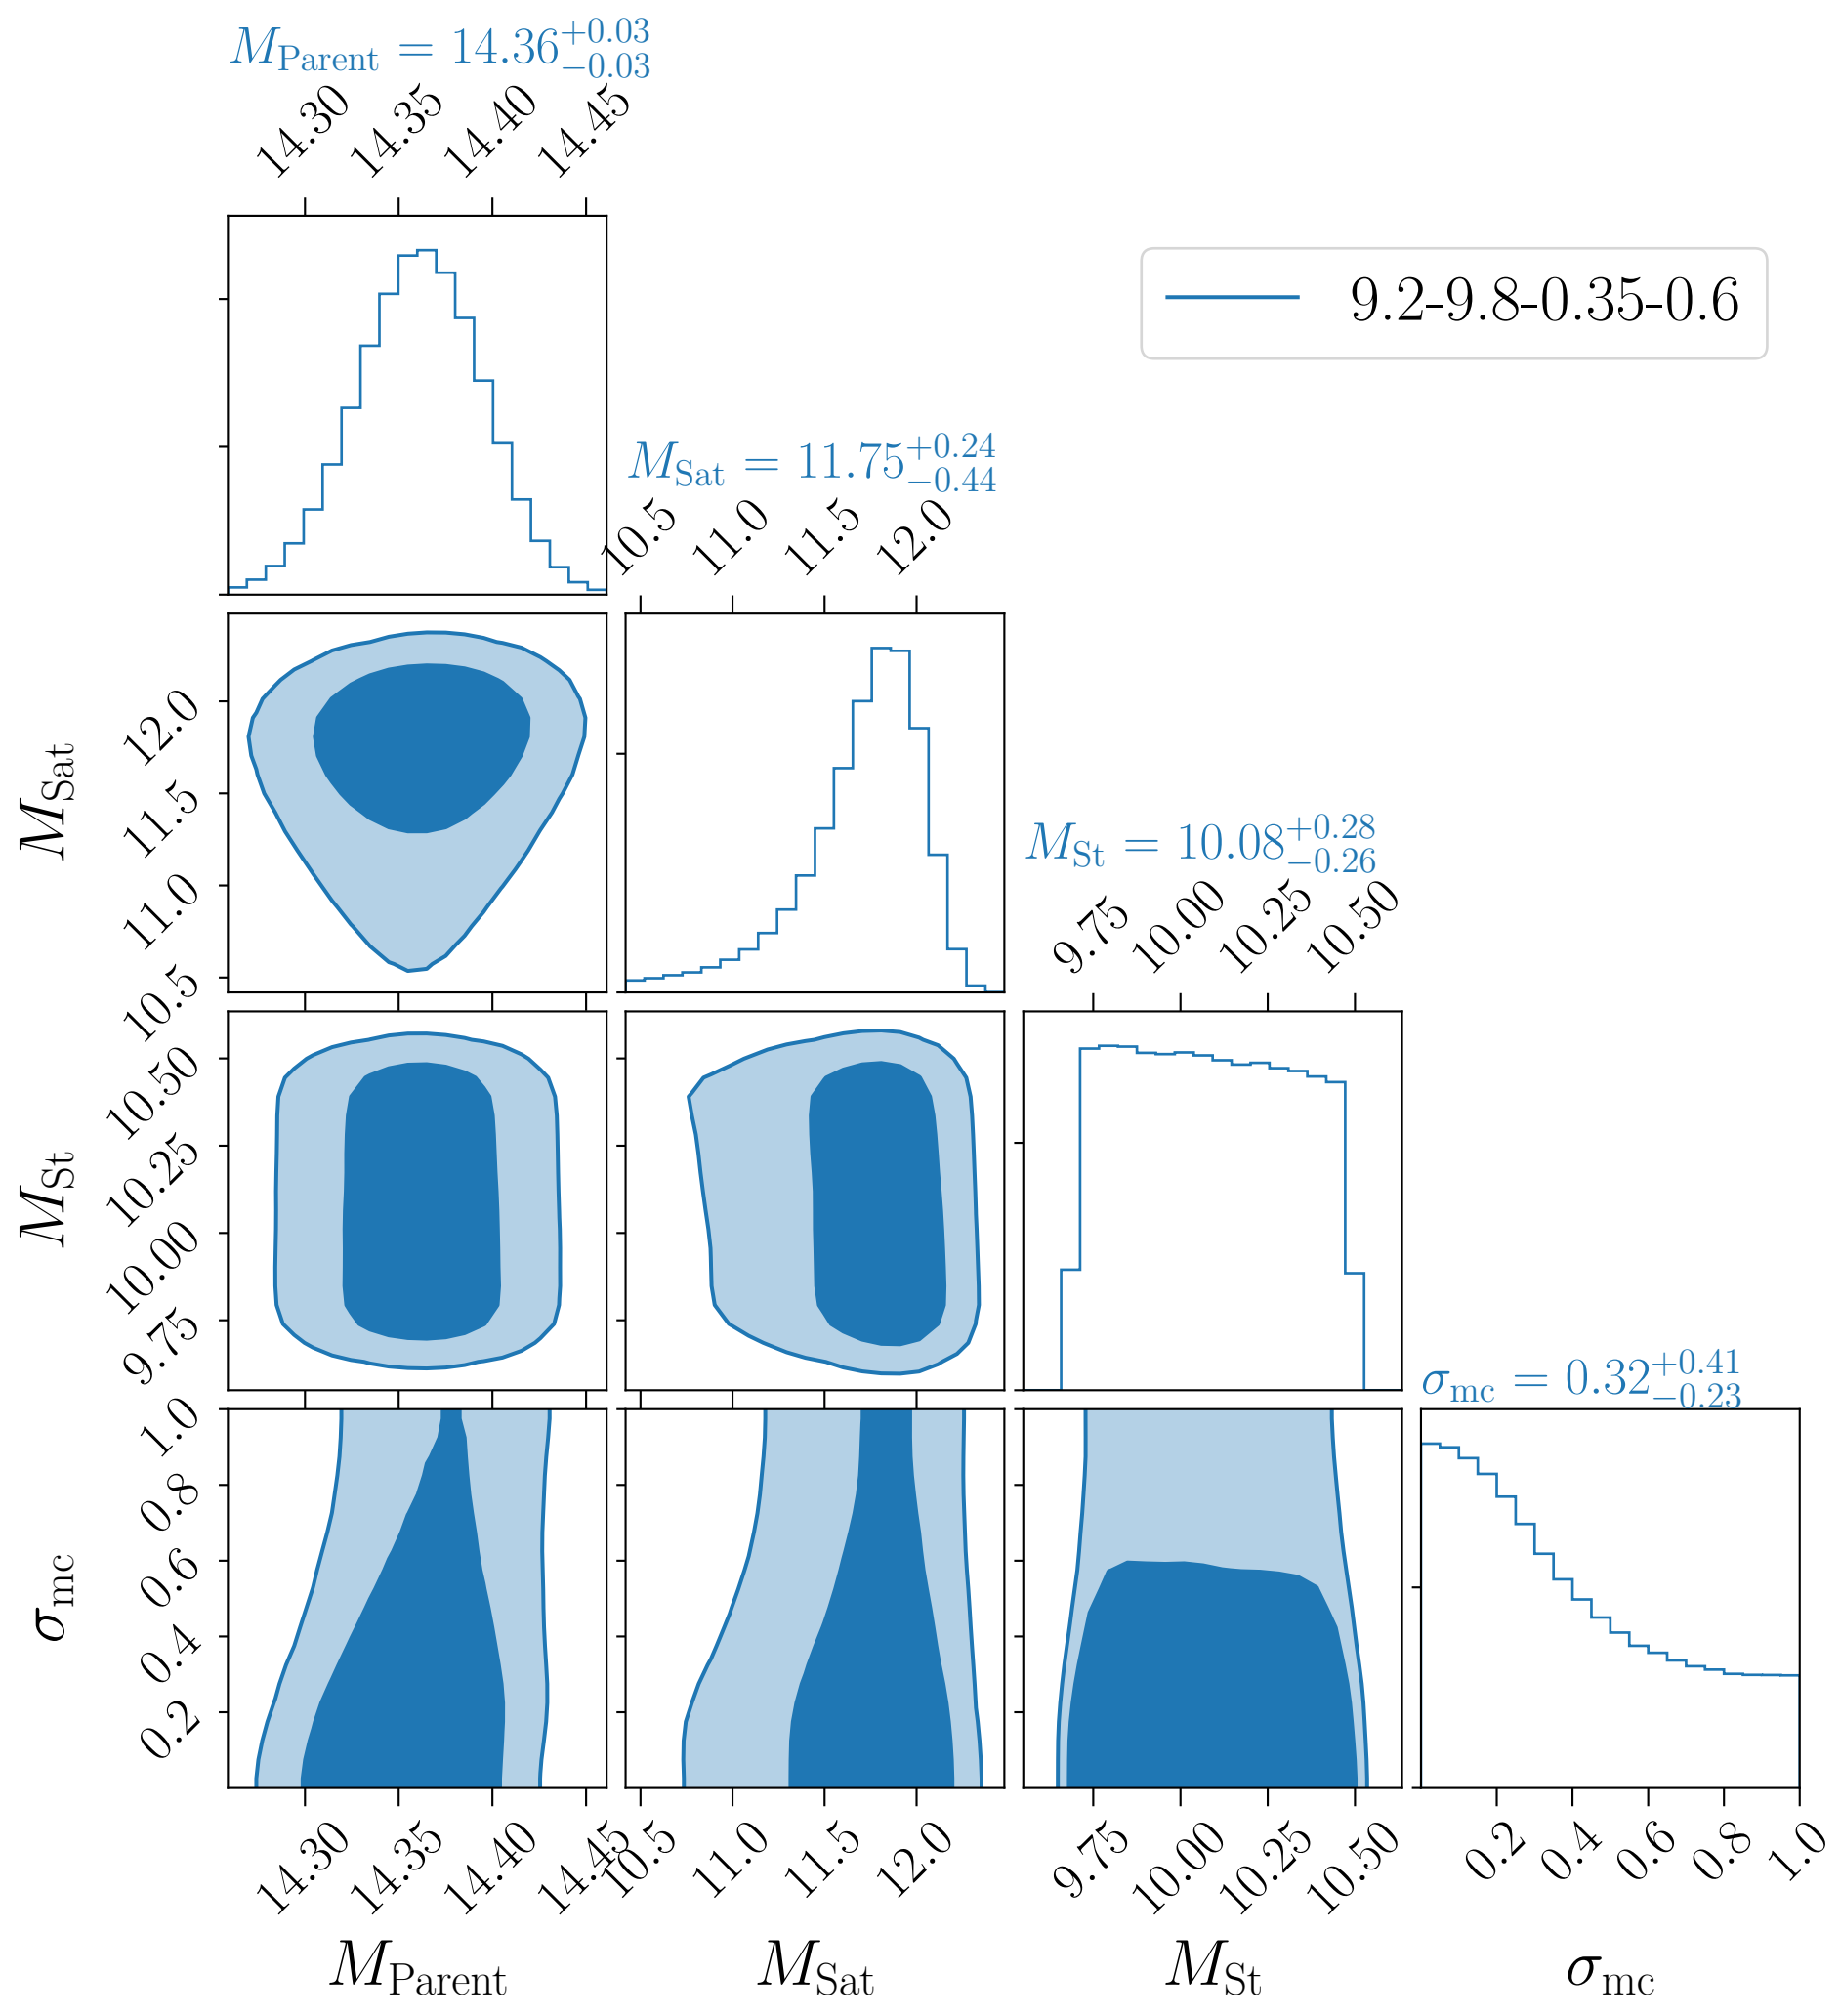 M_Parent = 14.36^{+0.03}_{-0.03}
14.30 14.35 14.40 14.45
9.2-9.8-0.35-0.6
M_Sat = 11.75^{+0.24}_{-0.44}
10.5 11.0 11.5 12.0
M_Sat
12.0
11.5
11.0
10.5
M_St = 10.08^{+0.28}_{-0.26}
9.75 10.00 10.25 10.50
M_St
10.50
10.25
10.00
9.75
σ_mc = 0.32^{+0.41}_{-0.23}
σ_mc
1.0
0.8
0.6
0.4
0.2
14.30 14.35 14.40 14.45 10.5 11.0 11.5 12.0 9.75 10.00 10.25 10.50 0.2 0.4 0.6 0.8 1.0
M_Parent M_Sat M_St σ_mc